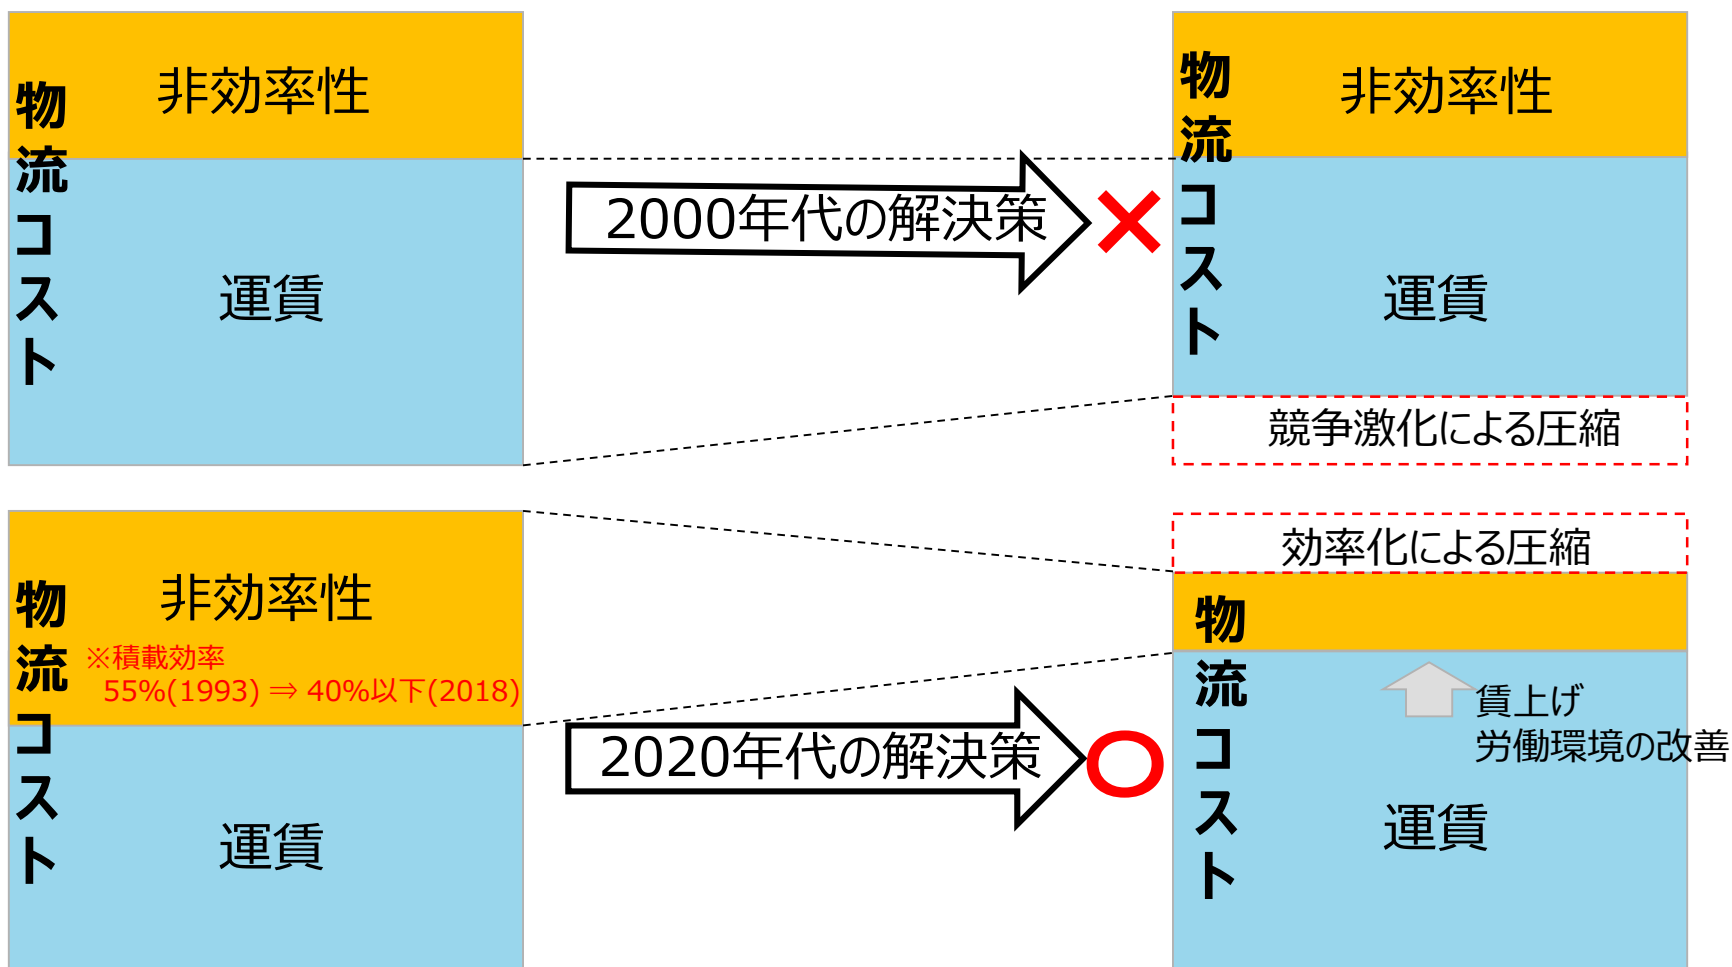 物流コスト
非効率性
運賃
2000年代の解決策
×
物流コスト
非効率性
運賃
競争激化による圧縮
物流コスト
非効率性
※積載効率
55%(1993) ⇒ 40%以下(2018)
運賃
2020年代の解決策
○
効率化による圧縮
物流コスト
賃上げ
労働環境の改善
運賃